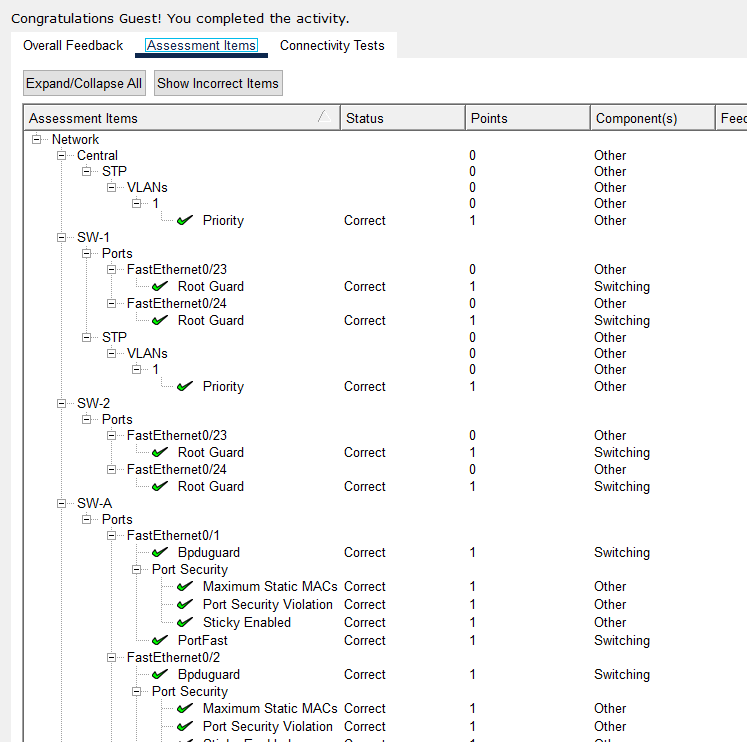 Congratulations Guest! You completed the activity.
Overall Feedback Assessment Items Connectivity Tests
Expand/Collapse All Show Incorrect Items
Assessment Items Status Points Component(s)
Network
Central 0 Other
STP 0 Other
VLANs 0 Other
1 0 Other
Priority Correct 1 Other
SW-1
Ports
FastEthernet0/23 0 Other
Root Guard Correct 1 Switching
FastEthernet0/24 0 Other
Root Guard Correct 1 Switching
STP 0 Other
VLANs 0 Other
1 0 Other
Priority Correct 1 Other
SW-2
Ports
FastEthernet0/23 0 Other
Root Guard Correct 1 Switching
FastEthernet0/24 0 Other
Root Guard Correct 1 Switching
SW-A
Ports
FastEthernet0/1
Bpduguard Correct 1 Switching
Port Security
Maximum Static MACs Correct 1 Other
Port Security Violation Correct 1 Other
Sticky Enabled Correct 1 Other
PortFast Correct 1 Switching
FastEthernet0/2
Bpduguard Correct 1 Switching
Port Security
Maximum Static MACs Correct 1 Other
Port Security Violation Correct 1 Other